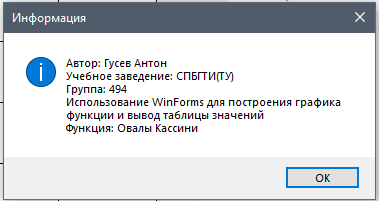 Информация
Автор: Гусев Антон
Учебное заведение: СПБГТИ(ТУ)
Группа: 494
Использование WinForms для построения графика
функции и вывод таблицы значений
Функция: Овалы Кассини
ОК